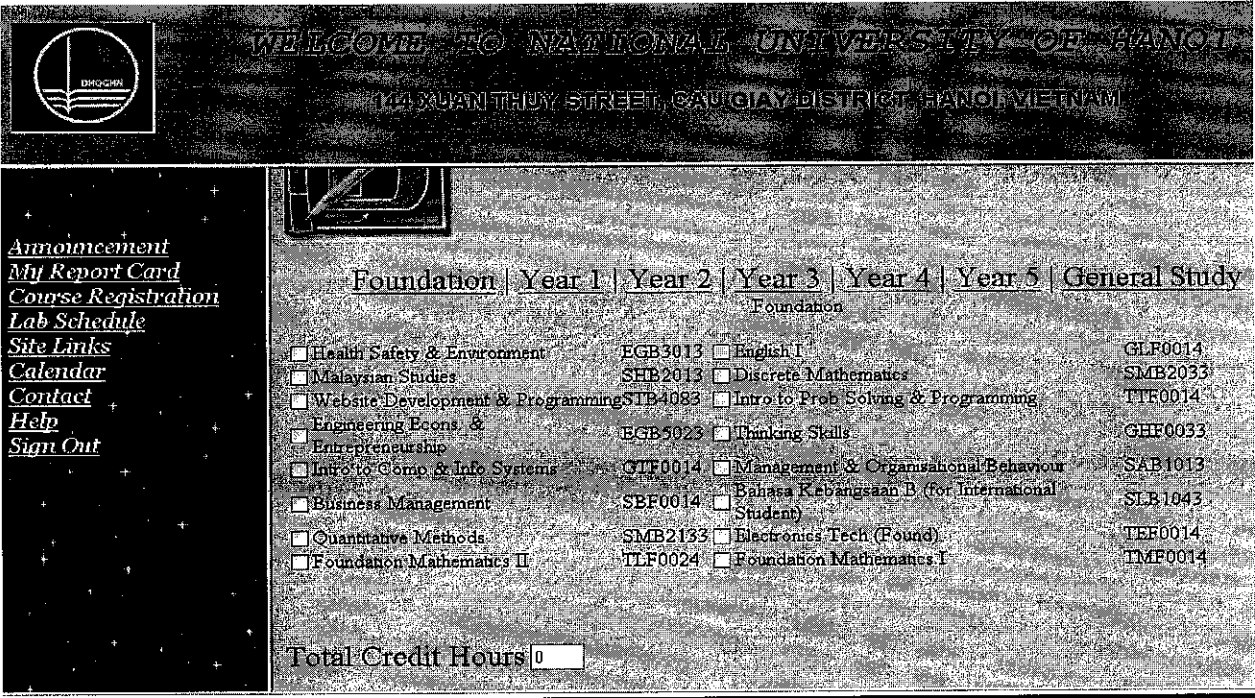 WELCOME TO NATIONAL UNIVERSITY OF HANOI
144 XUAN THUY STREET, CAU GIAY DISTRICT, HANOI, VIETNAM
ĐHQGHN
Announcement
My Report Card
Course Registration
Lab Schedule
Site Links
Calendar
Contact
Help
Sign Out
Foundation | Year 1 | Year 2 | Year 3 | Year 4 | Year 5 | General Study
Foundation
Health Safety & Environment EGB3013 English I GLF0014
Malaysian Studies SHB2013 Discrete Mathematics SMB2033
Website Development & Programming STB4083 Intro to Prob Solving & Programming TTF0014
Engineering Econs. &
Entrepreneurship EGB5023 Thinking Skills GHF0033
Intro to Comp & Info Systems GTF0014 Management & Organisational Behaviour SAB1013
Business Management SBF0014 Bahasa Kebangsaan B (for International
Student) SLB1043
Quantitative Methods SMB2133 Electronics Tech (Found) TEF0014
Foundation Mathematics II TLF0024 Foundation Mathematics I TMF0014
Total Credit Hours 0